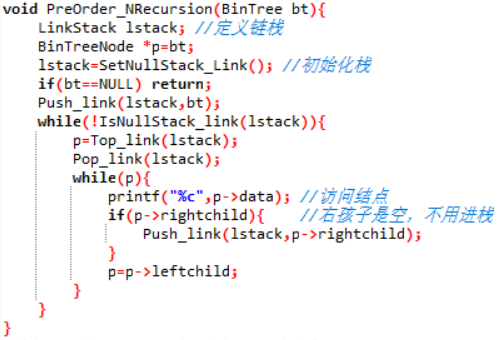 void PreOrder_NRecursion(BinTree bt){
    LinkStack lstack; //定义链栈
    BinTreeNode *p=bt;
    lstack=SetNullStack_Link(); //初始化栈
    if(bt==NULL) return;
    Push_link(lstack,bt);
    while(!IsNullStack_link(lstack)){
        p=Top_link(lstack);
        Pop_link(lstack);
        while(p){
            printf("%c",p->data); //访问结点
            if(p->rightchild){    //右孩子是空，不用进栈
                Push_link(lstack,p->rightchild);
            }
            p=p->leftchild;
        }
    }
}